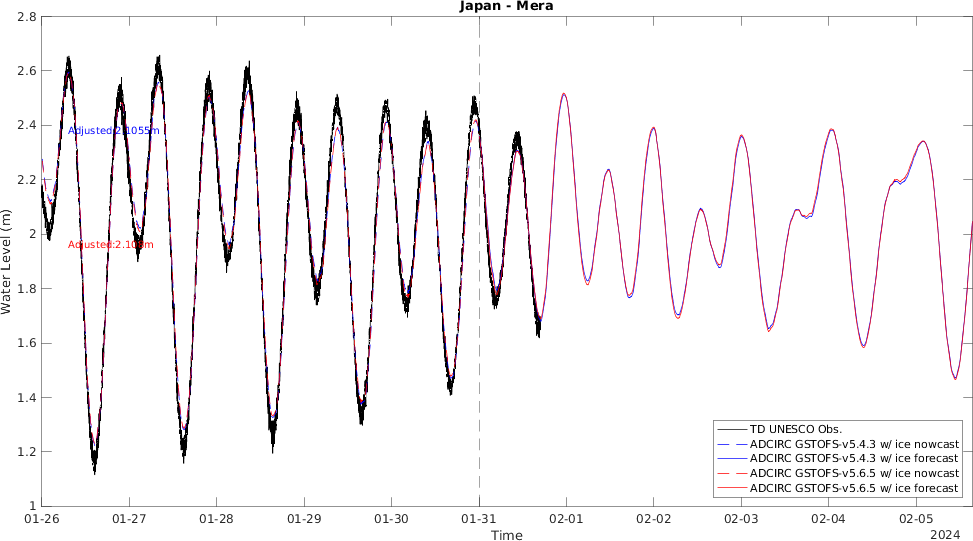 Japan - Mera
2.8
2.6
2.4
2.2
2
1.8
1.6
1.4
1.2
1
Water Level (m)
Adjusted:2.1055m
TD UNESCO Obs.
ADCIRC GSTOFS-v5.4.3 w/ ice nowcast
ADCIRC GSTOFS-v5.4.3 w/ ice forecast
ADCIRC GSTOFS-v5.6.5 w/ ice nowcast
ADCIRC GSTOFS-v5.6.5 w/ ice forecast
01-26
01-27
01-28
01-29
01-30
01-31
02-01
02-02
02-03
02-04
02-05
Time
2024